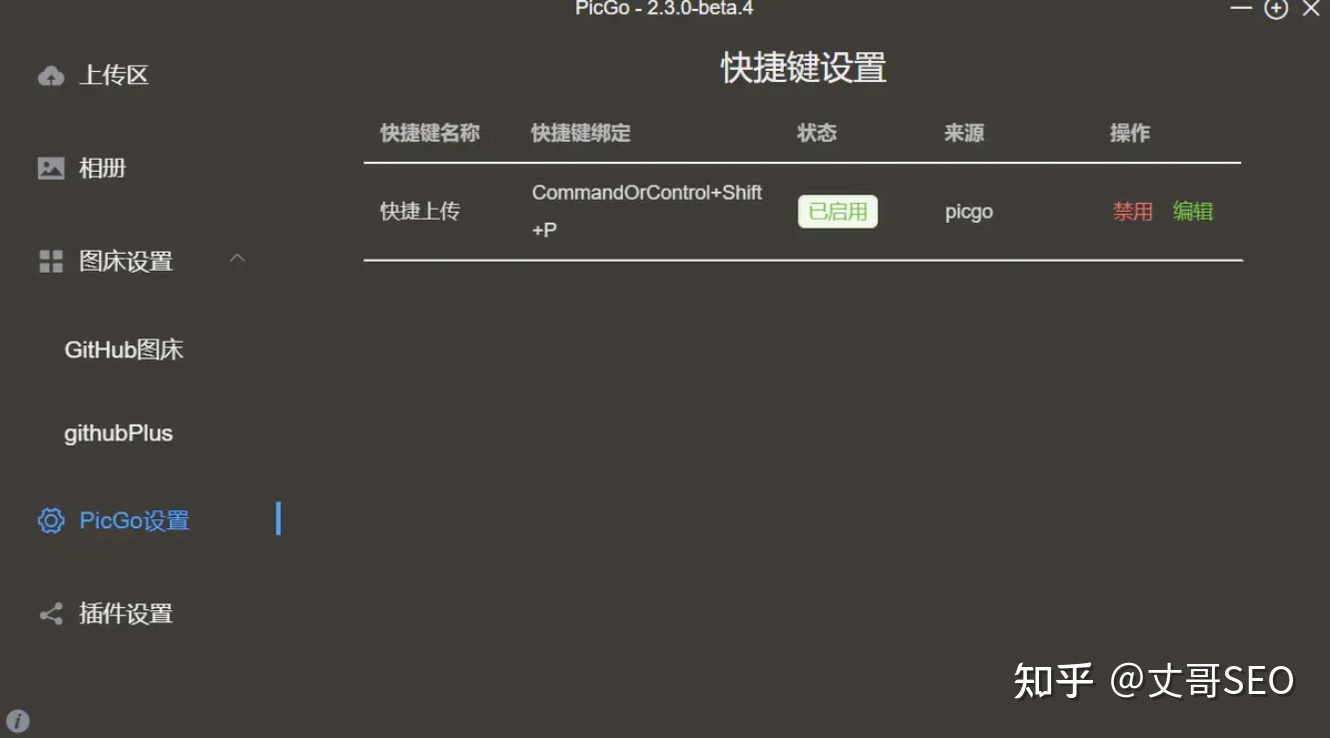 PicGo - 2.3.0-beta.4
上传区
相册
图床设置
GitHub图床
githubPlus
PicGo设置
插件设置
快捷键设置
快捷键名称 快捷键绑定 状态 来源 操作
快捷上传 CommandOrControl+Shift 已启用 picgo 禁用 编辑
+P
知乎 @丈哥SEO